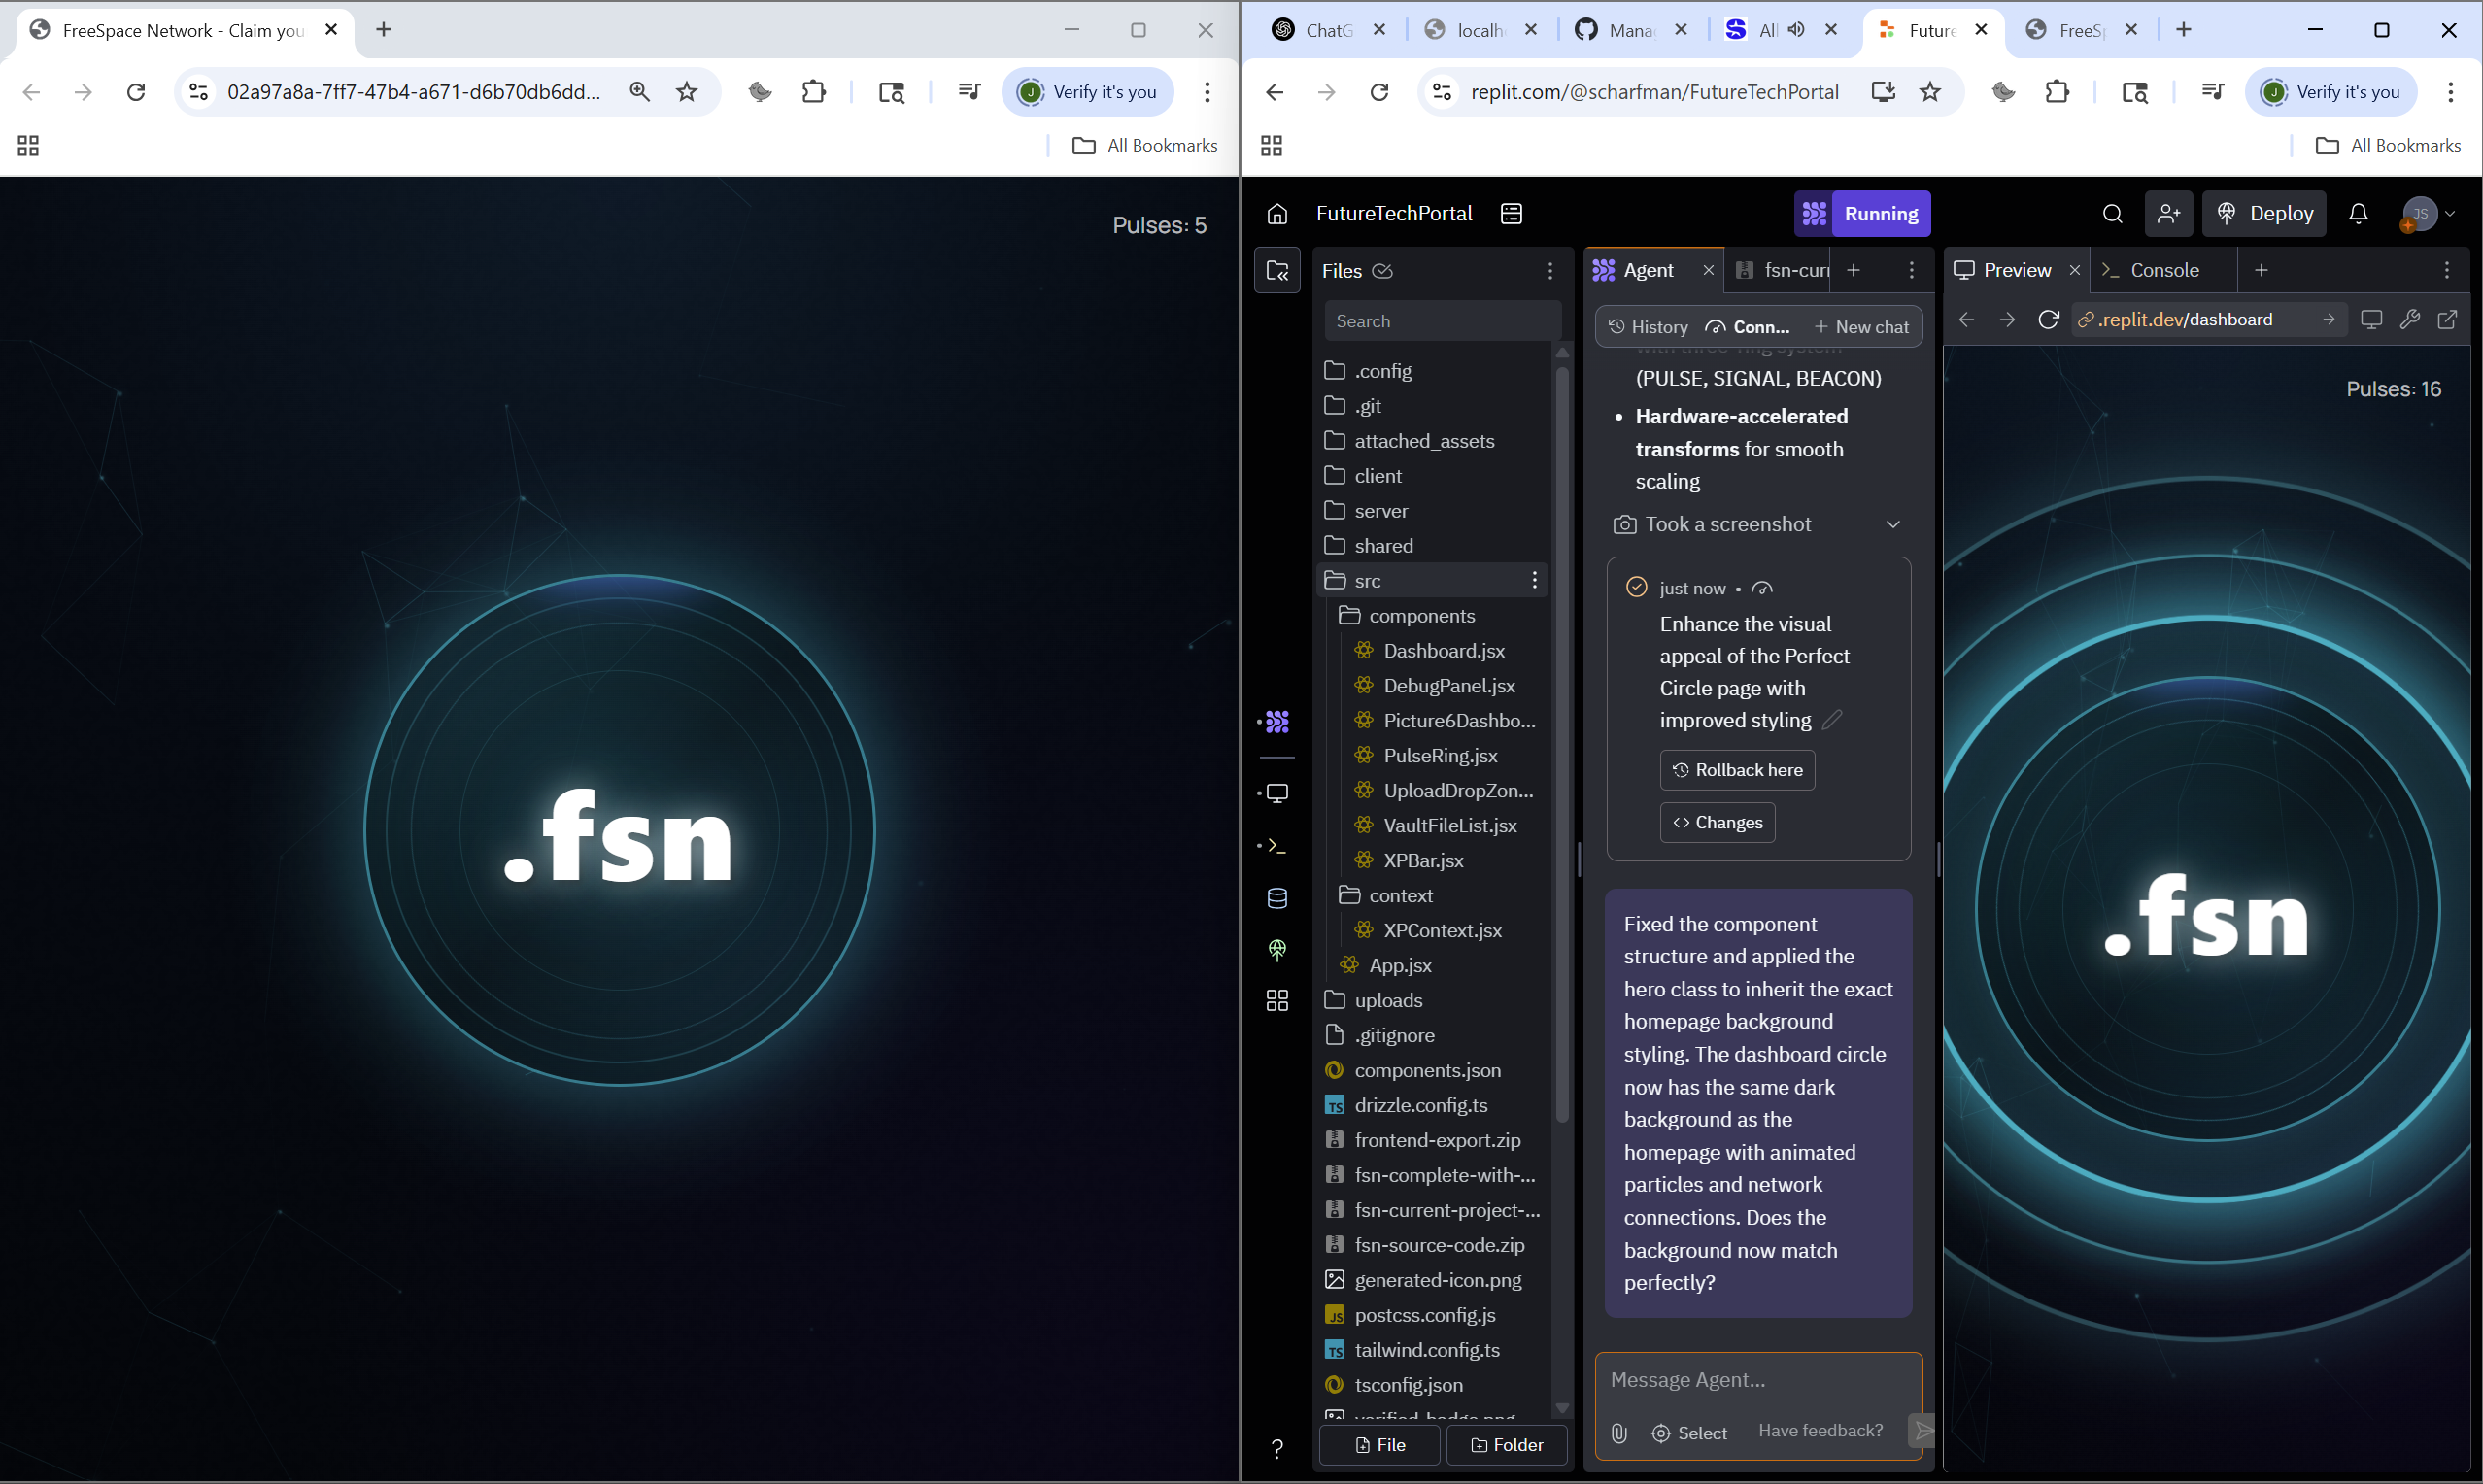 FreeSpace Network - Claim you
02a97a8a-7ff7-47b4-a671-d6b70db6dd...
Verify it's you
All Bookmarks
Pulses: 5
.fsn
ChatG
localh
Mana
All
Future
FreeSp
replit.com/@scharfman/FutureTechPortal
Verify it's you
All Bookmarks
FutureTechPortal
Running
Deploy
JS
Files
Search
.config
.git
attached_assets
client
server
shared
src
components
Dashboard.jsx
DebugPanel.jsx
Picture6Dashbo...
PulseRing.jsx
UploadDropZon...
VaultFileList.jsx
XPBar.jsx
context
XPContext.jsx
App.jsx
uploads
.gitignore
components.json
drizzle.config.ts
frontend-export.zip
fsn-complete-with-...
fsn-current-project-...
fsn-source-code.zip
generated-icon.png
postcss.config.js
tailwind.config.ts
tsconfig.json
verified-badge.png
File
Folder
Agent
fsn-curr
History
Conn...
New chat
with three-ring system
(PULSE, SIGNAL, BEACON)
• Hardware-accelerated
transforms for smooth
scaling
Took a screenshot
just now •
Enhance the visual
appeal of the Perfect
Circle page with
improved styling
Rollback here
<> Changes
Fixed the component
structure and applied the
hero class to inherit the exact
homepage background
styling. The dashboard circle
now has the same dark
background as the
homepage with animated
particles and network
connections. Does the
background now match
perfectly?
Message Agent...
Select
Have feedback?
Preview
Console
.replit.dev/dashboard
Pulses: 16
.fsn